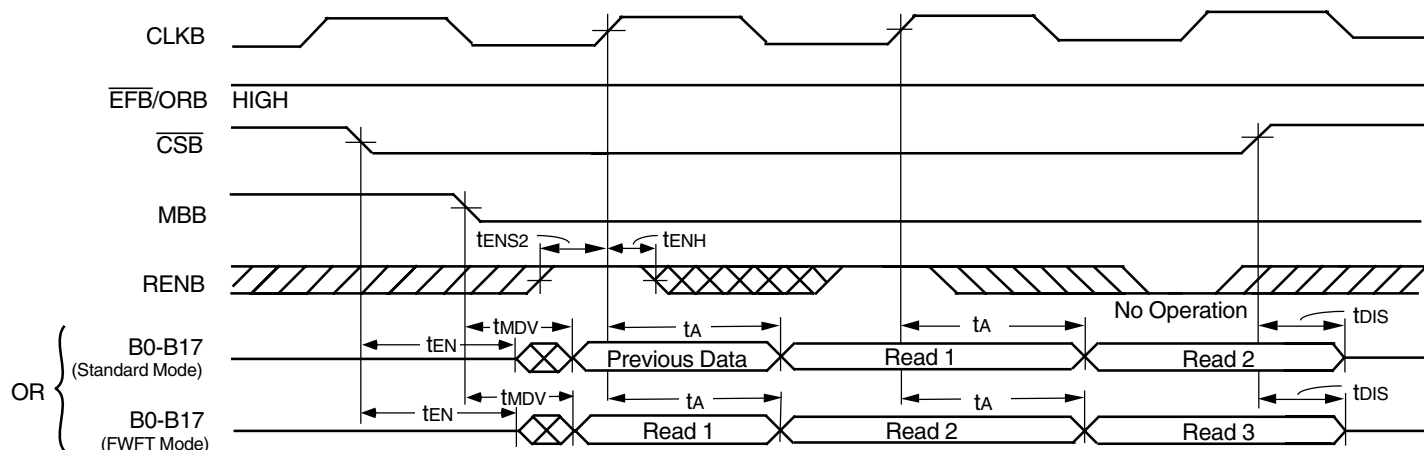 CLKB
EFB/ORB HIGH
CSB
MBB
tENS2 tENH
RENB
No Operation
tMDV tA tA tDIS
tEN
OR
B0-B17
(Standard Mode)
Previous Data Read 1 Read 2
tMDV tA tA tDIS
tEN
B0-B17
(FWFT Mode)
Read 1 Read 2 Read 3